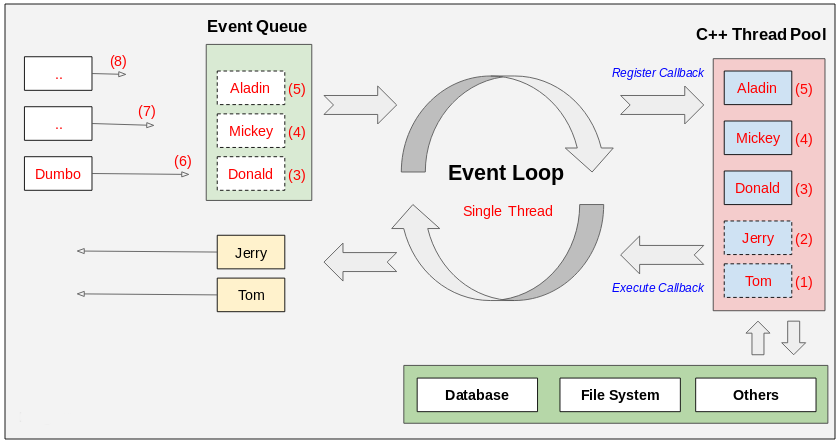 Event Queue
C++ Thread Pool
(8)
..
Aladin
(5)
Register Callback
Aladin
(5)
(7)
..
Mickey
(4)
Mickey
(4)
(6)
Dumbo
Donald
(3)
Event Loop
Donald
(3)
Single Thread
Jerry
Jerry
(2)
Tom
Execute Callback
Tom
(1)
Database
File System
Others